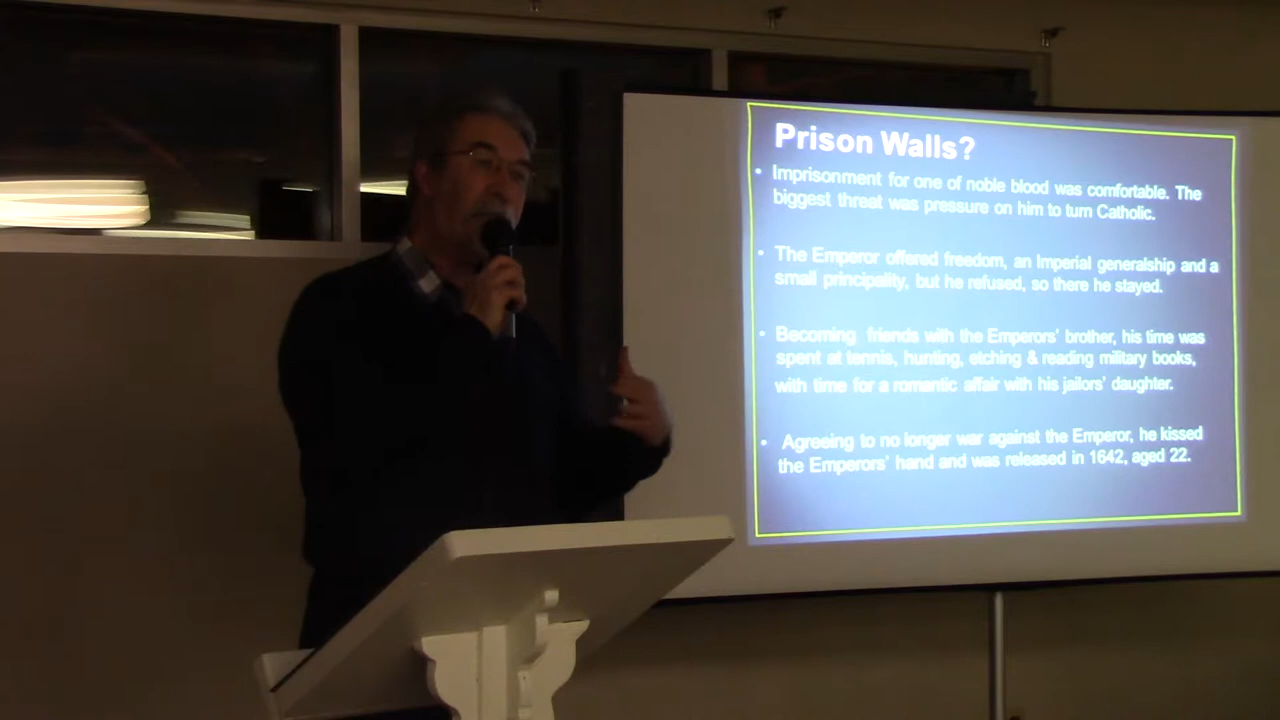 Prison Walls?
• Imprisonment for one of noble blood was comfortable. The
biggest threat was pressure on him to turn Catholic.
• The Emperor offered freedom, an Imperial generalship and a
small principality, but he refused, so there he stayed.
• Becoming friends with the Emperors' brother, his time was
spent at tennis, hunting, etching & reading military books,
with time for a romantic affair with his jailors' daughter.
• Agreeing to no longer war against the Emperor, he kissed
the Emperors' hand and was released in 1642, aged 22.